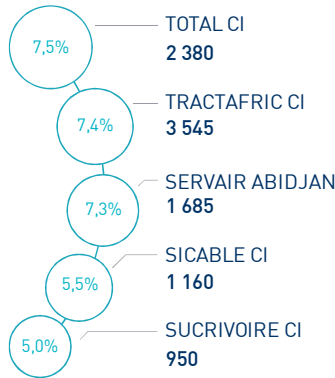 7,5%
TOTAL CI
2 380
7,4%
TRACTAFRIC CI
3 545
7,3%
SERVAIR ABIDJAN
1 685
5,5%
SICABLE CI
1 160
5,0%
SUCRIVOIRE CI
950